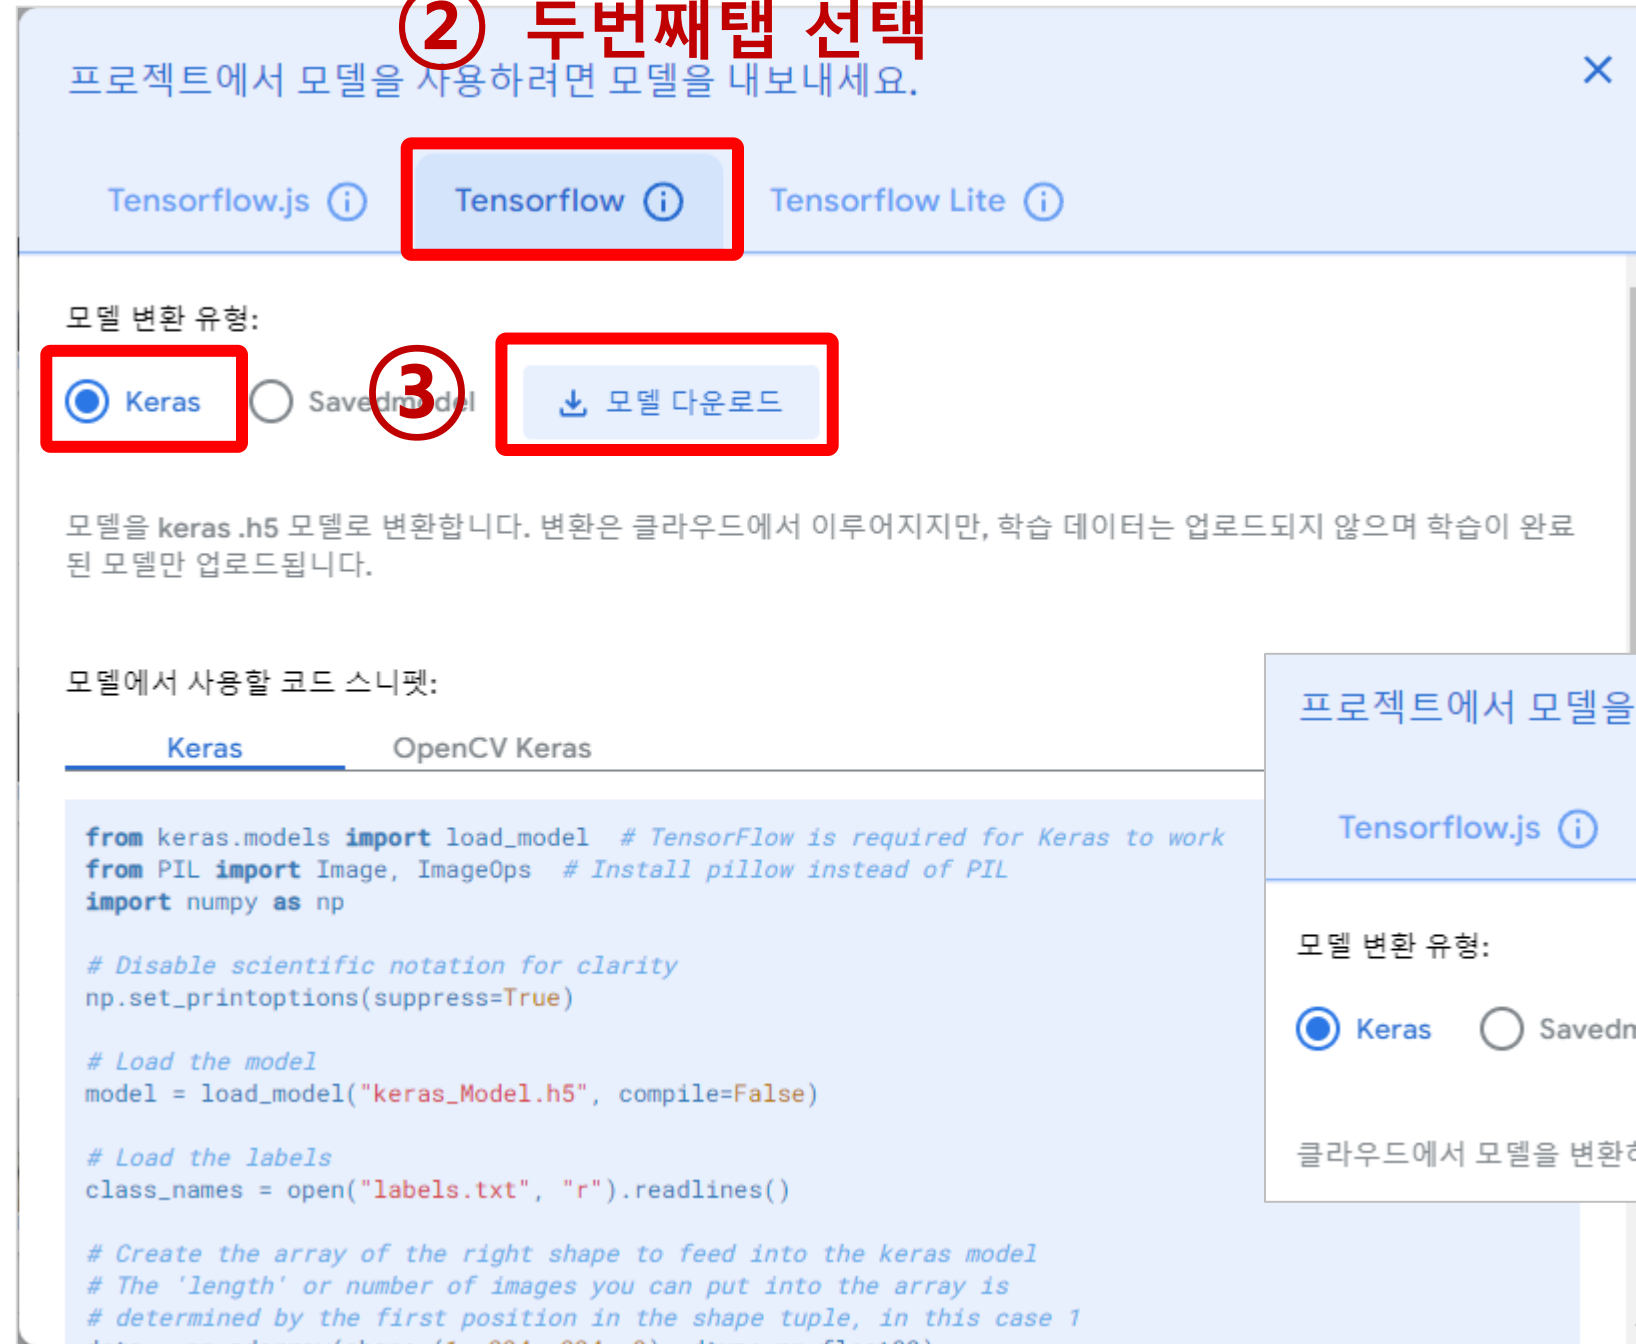 ② 두번째탭 선택
프로젝트에서 모델을 사용하려면 모델을 내보내세요.
Tensorflow.js
Tensorflow
Tensorflow Lite
모델 변환 유형:
Keras
Savedmodel
③
모델 다운로드
모델을 keras .h5 모델로 변환합니다. 변환은 클라우드에서 이루어지지만, 학습 데이터는 업로드되지 않으며 학습이 완료
된 모델만 업로드됩니다.
모델에서 사용할 코드 스니펫:
Keras
OpenCV Keras
from keras.models import load_model  # TensorFlow is required for Keras to work
from PIL import Image, ImageOps  # Install pillow instead of PIL
import numpy as np
# Disable scientific notation for clarity
np.set_printoptions(suppress=True)
# Load the model
model = load_model("keras_Model.h5", compile=False)
# Load the labels
class_names = open("labels.txt", "r").readlines()
# Create the array of the right shape to feed into the keras model
# The 'length' or number of images you can put into the array is
# determined by the first position in the shape tuple, in this case 1
프로젝트에서 모델을
Tensorflow.js
모델 변환 유형:
Keras
클라우드에서 모델을